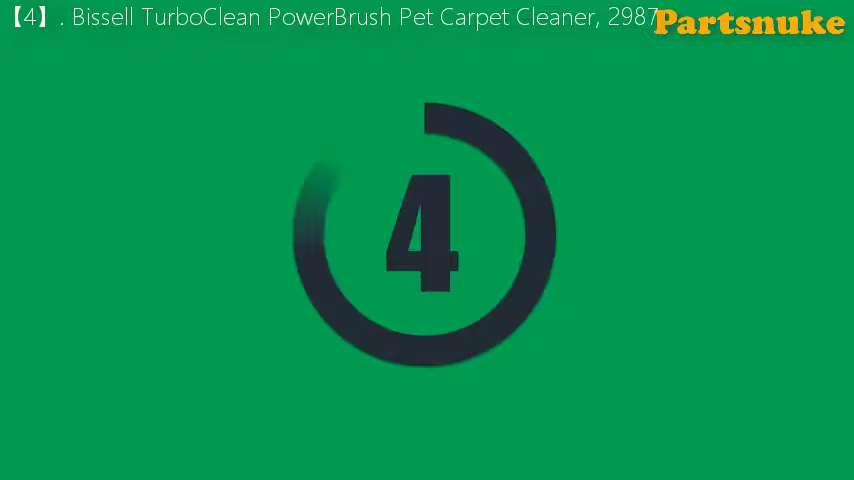 【4】. Bissell TurboClean PowerBrush Pet Carpet Cleaner, 2987
Partsnuke
4